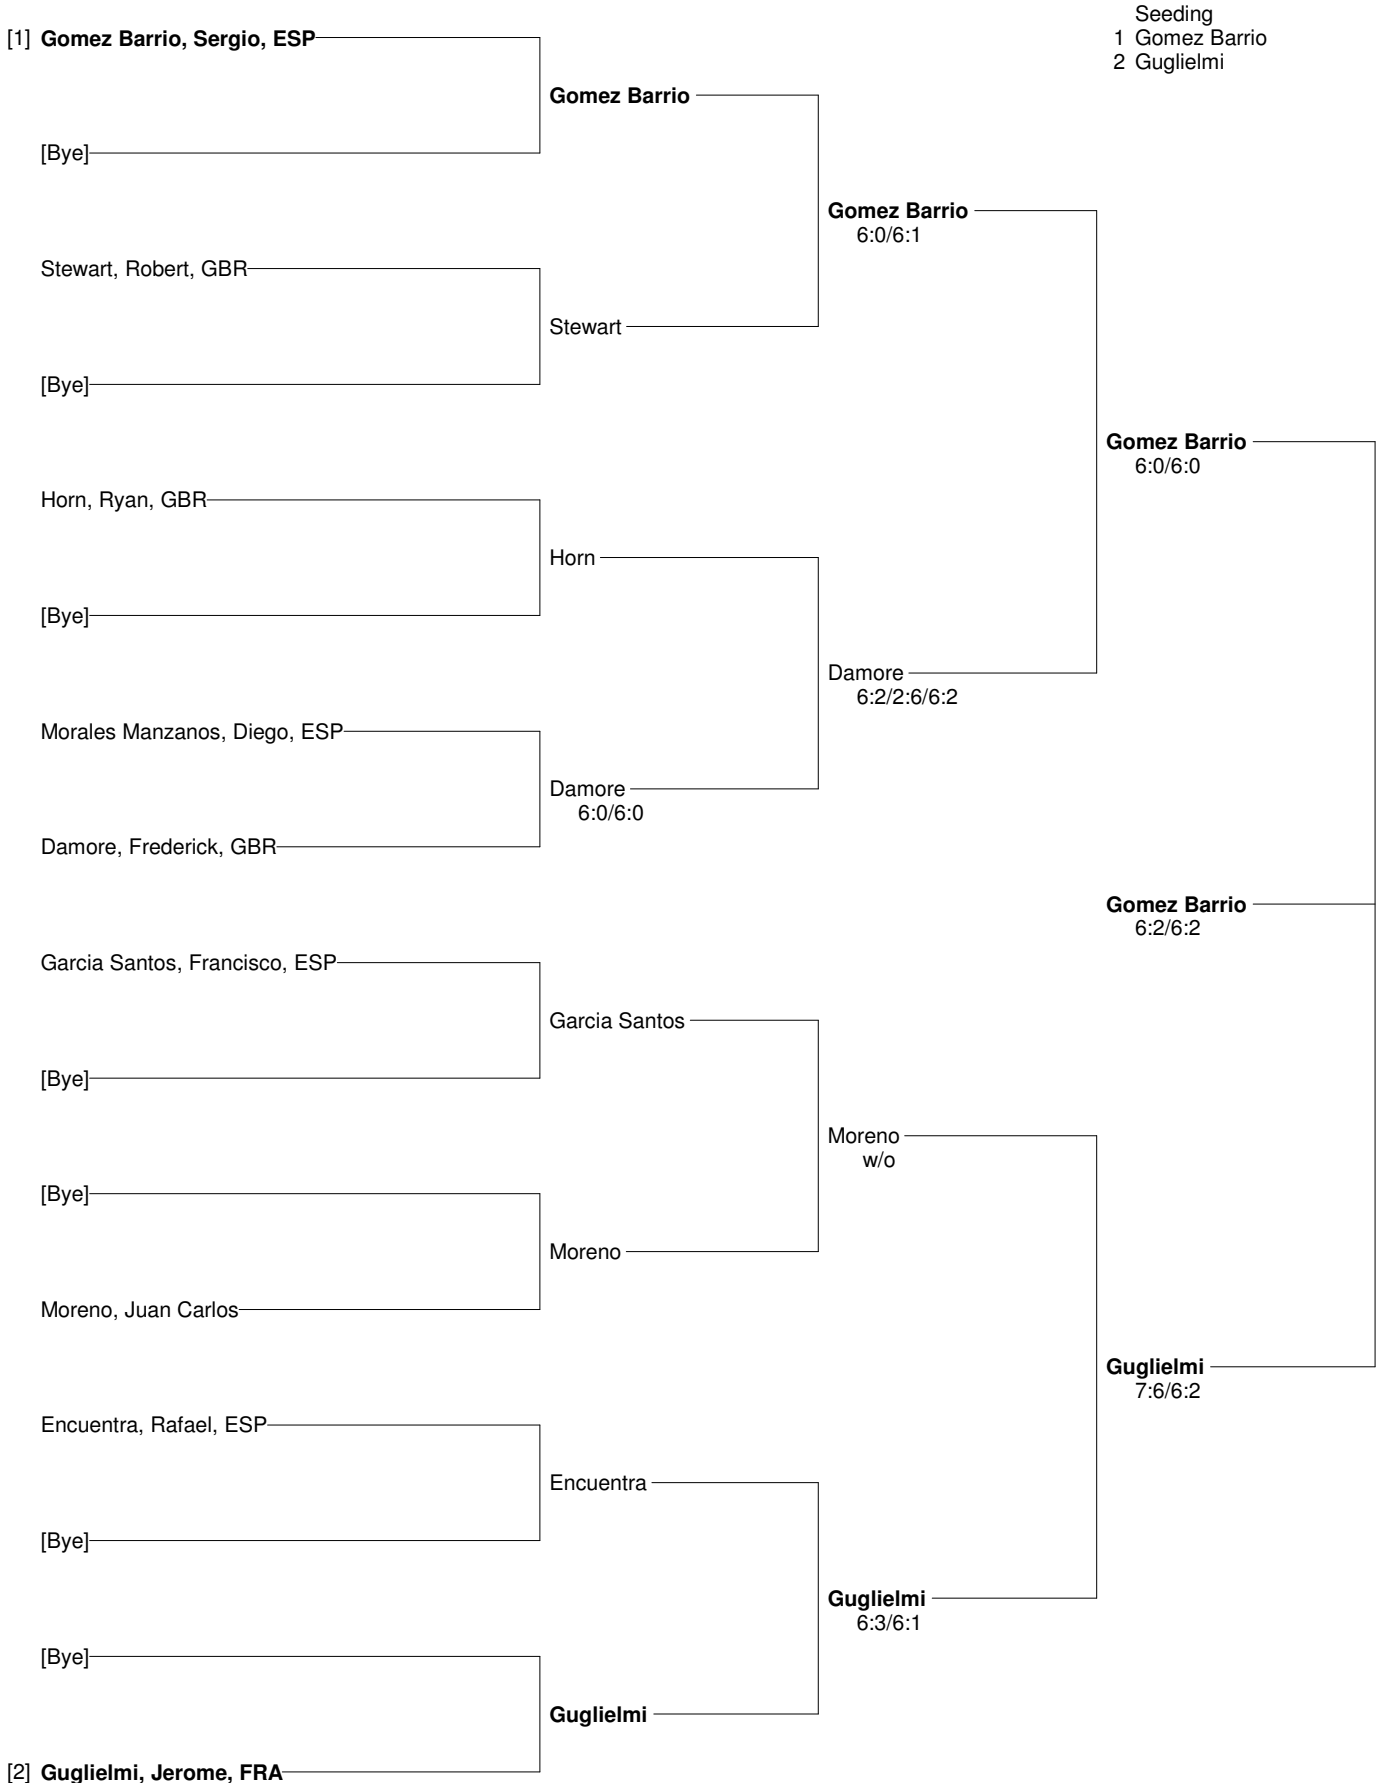 Seeding
1 Gomez Barrio
2 Guglielmi
[1] Gomez Barrio, Sergio, ESP
Gomez Barrio
[Bye]
Gomez Barrio
6:0/6:1
Stewart, Robert, GBR
Stewart
[Bye]
Gomez Barrio
6:0/6:0
Horn, Ryan, GBR
Horn
[Bye]
Damore
6:2/2:6/6:2
Morales Manzanos, Diego, ESP
Damore
6:0/6:0
Damore, Frederick, GBR
Gomez Barrio
6:2/6:2
Garcia Santos, Francisco, ESP
Garcia Santos
[Bye]
Moreno
w/o
[Bye]
Moreno
Moreno, Juan Carlos
Guglielmi
7:6/6:2
Encuentra, Rafael, ESP
Encuentra
[Bye]
Guglielmi
6:3/6:1
[Bye]
Guglielmi
[2] Guglielmi, Jerome, FRA